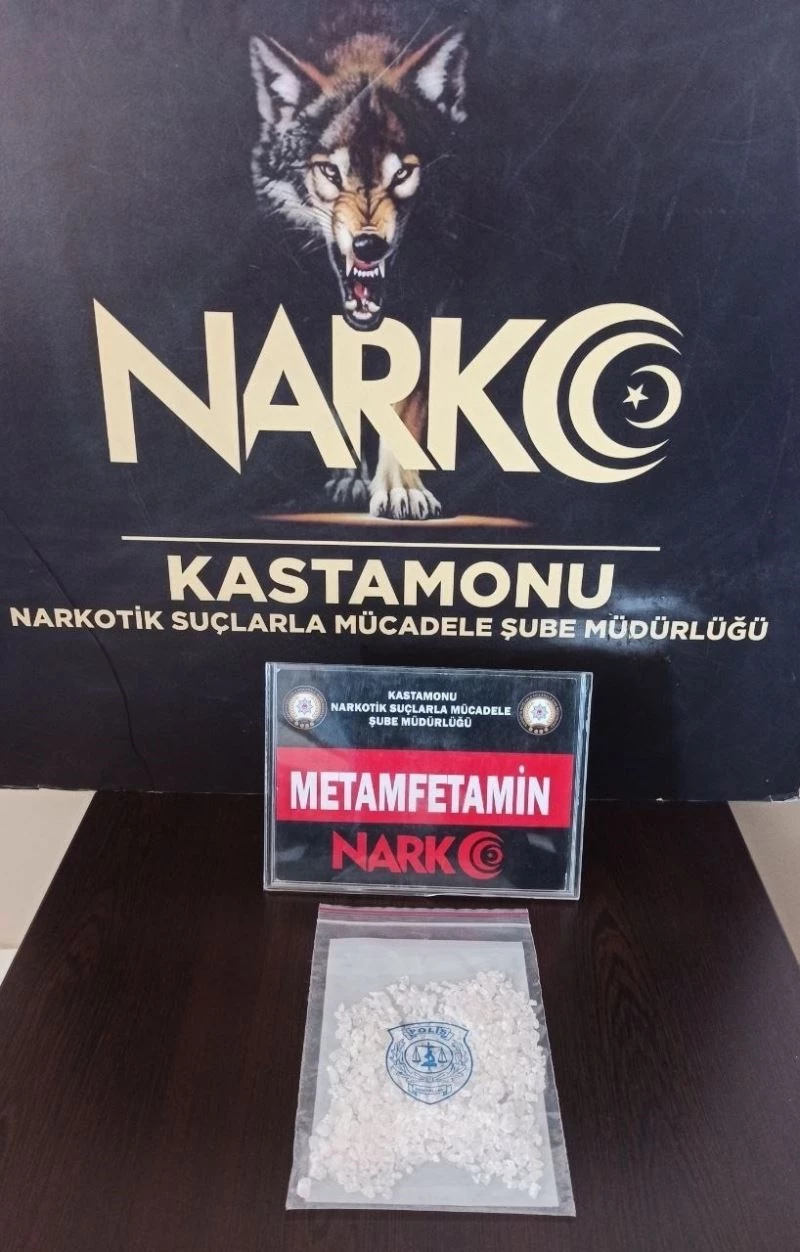 NARKO
KASTAMONU
NARKOTİK SUÇLARLA MÜCADELE ŞUBE MÜDÜRLÜĞÜ
KASTAMONU
NARKOTİK SUÇLARLA MÜCADELE
ŞUBE MÜDÜRLÜĞÜ
METAMFETAMİN
NARKO
POLİS